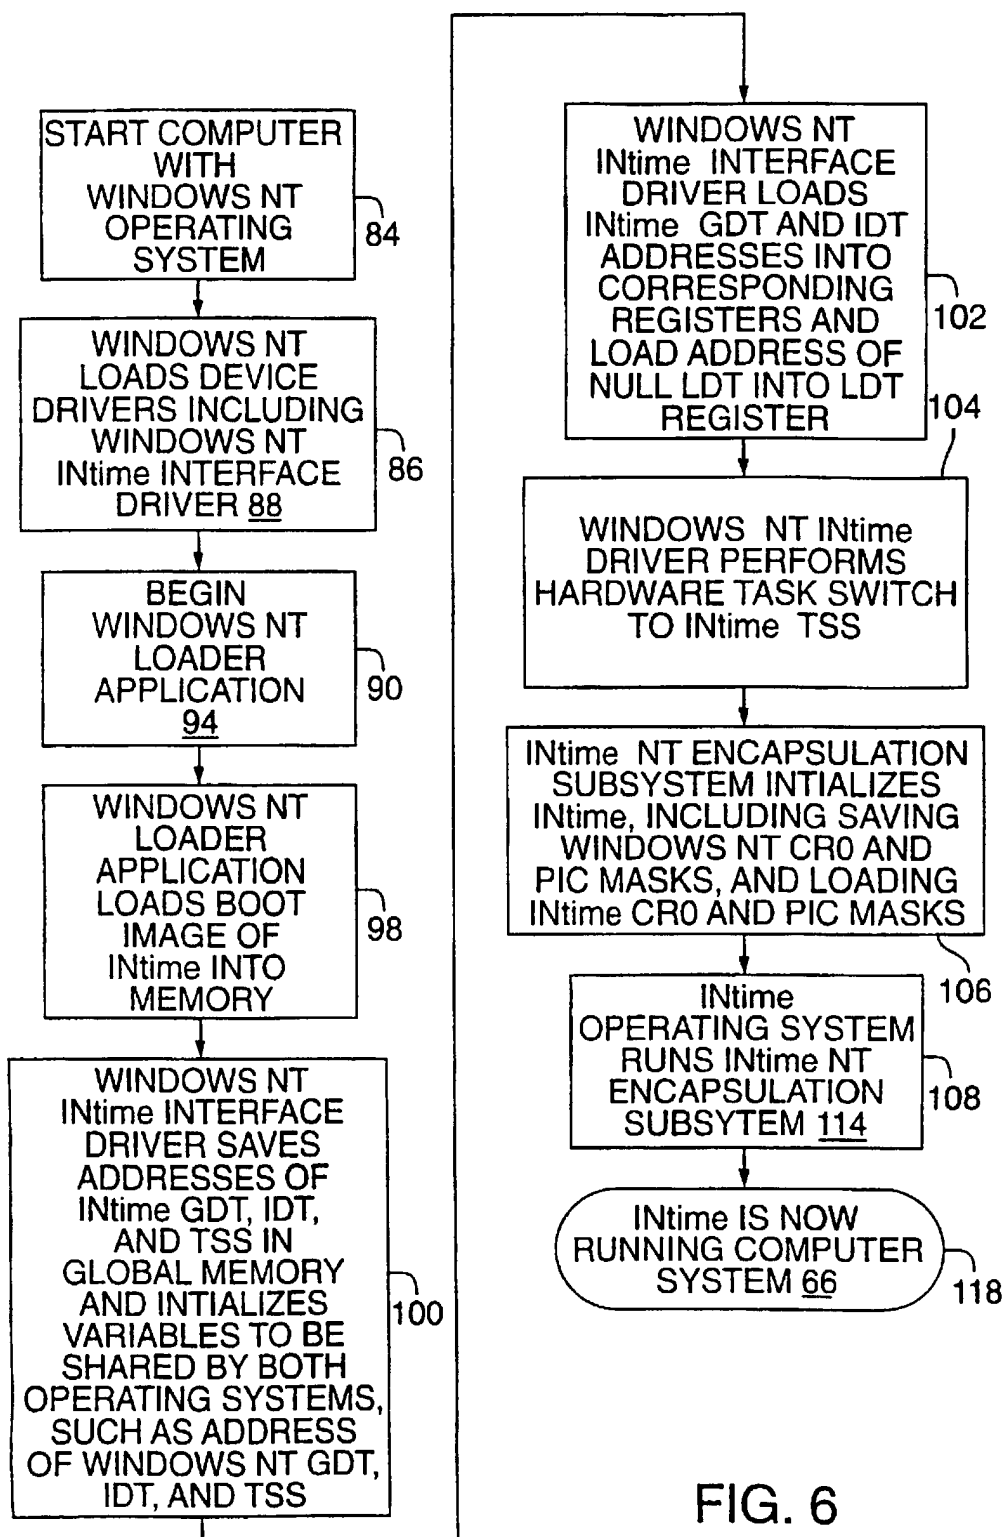 START COMPUTER
WITH
WINDOWS NT
OPERATING
SYSTEM
84
WINDOWS NT
LOADS DEVICE
DRIVERS INCLUDING
WINDOWS NT
INtime INTERFACE
DRIVER 88
86
BEGIN
WINDOWS NT
LOADER
APPLICATION
94
90
WINDOWS NT
LOADER
APPLICATION
LOADS BOOT
IMAGE OF
INtime INTO
MEMORY
98
WINDOWS NT
INtime INTERFACE
DRIVER SAVES
ADDRESSES OF
INtime GDT, IDT,
AND TSS IN
GLOBAL MEMORY
AND INTIALIZES
VARIABLES TO BE
SHARED BY BOTH
OPERATING SYSTEMS,
SUCH AS ADDRESS
OF WINDOWS NT GDT,
IDT, AND TSS
100
WINDOWS NT
INtime INTERFACE
DRIVER LOADS
INtime GDT AND IDT
ADDRESSES INTO
CORRESPONDING
REGISTERS AND
LOAD ADDRESS OF
NULL LDT INTO LDT
REGISTER
102
104
WINDOWS NT INtime
DRIVER PERFORMS
HARDWARE TASK SWITCH
TO INtime TSS
INtime NT ENCAPSULATION
SUBSYSTEM INTIALIZES
INtime, INCLUDING SAVING
WINDOWS NT CR0 AND
PIC MASKS, AND LOADING
INtime CR0 AND PIC MASKS
106
INtime
OPERATING SYSTEM
RUNS INtime NT
ENCAPSULATION
SUBSYTEM 114
108
INtime IS NOW
RUNNING COMPUTER
SYSTEM 66
118
FIG. 6